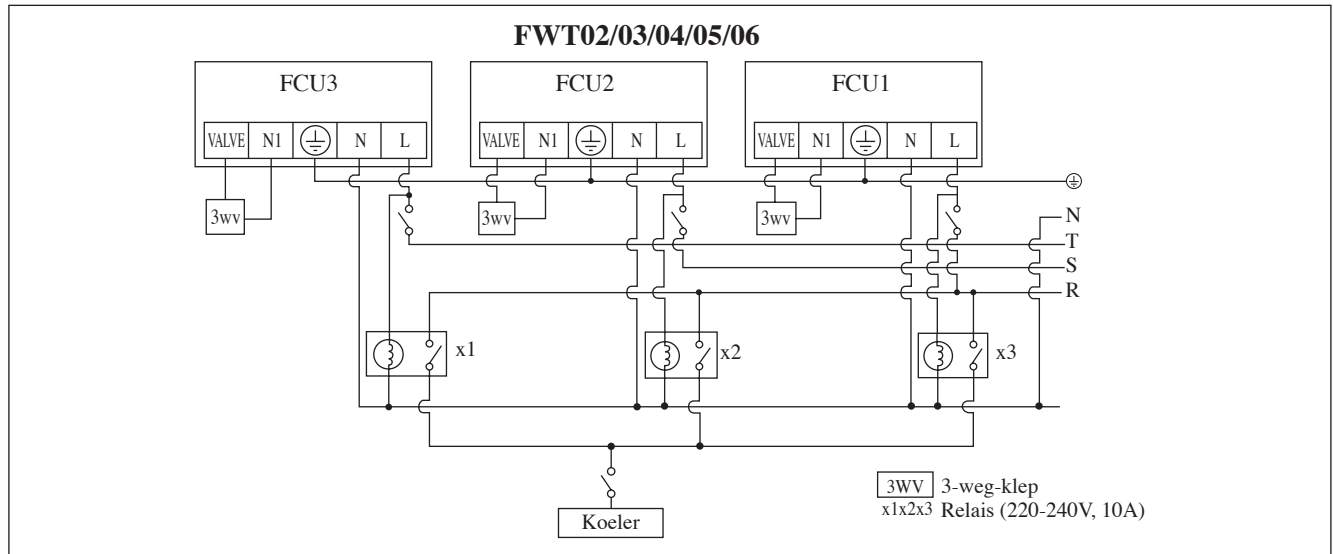 FWT02/03/04/05/06
FCU3 FCU2 FCU1
VALVE N1 N L VALVE N1 N L VALVE N1 N L
3wv 3wv 3wv
N
T
S
R
x1 x2 x3
3WV 3-weg-klep
x1x2x3 Relais (220-240V, 10A)
Koeler